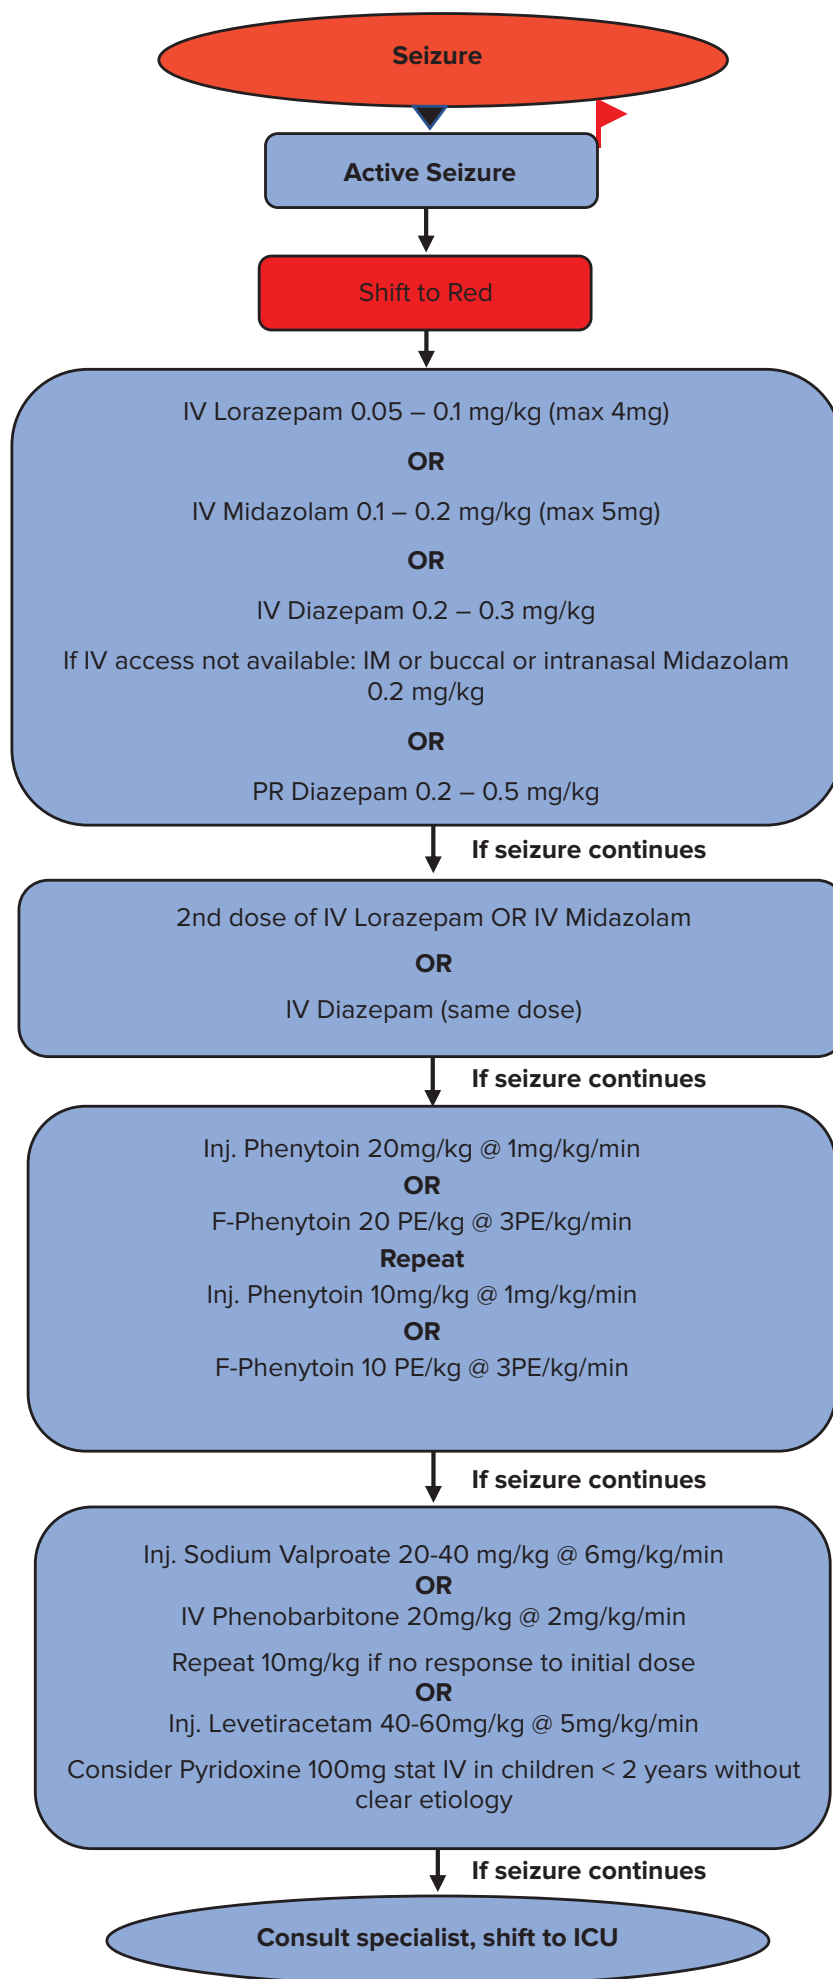 Seizure
Active Seizure
Shift to Red
IV Lorazepam 0.05 – 0.1 mg/kg (max 4mg)
OR
IV Midazolam 0.1 – 0.2 mg/kg (max 5mg)
OR
IV Diazepam 0.2 – 0.3 mg/kg
If IV access not available: IM or buccal or intranasal Midazolam
0.2 mg/kg
OR
PR Diazepam 0.2 – 0.5 mg/kg
If seizure continues
2nd dose of IV Lorazepam OR IV Midazolam
OR
IV Diazepam (same dose)
If seizure continues
Inj. Phenytoin 20mg/kg @ 1mg/kg/min
OR
F-Phenytoin 20 PE/kg @ 3PE/kg/min
Repeat
Inj. Phenytoin 10mg/kg @ 1mg/kg/min
OR
F-Phenytoin 10 PE/kg @ 3PE/kg/min
If seizure continues
Inj. Sodium Valproate 20-40 mg/kg @ 6mg/kg/min
OR
IV Phenobarbitone 20mg/kg @ 2mg/kg/min
Repeat 10mg/kg if no response to initial dose
OR
Inj. Levetiracetam 40-60mg/kg @ 5mg/kg/min
Consider Pyridoxine 100mg stat IV in children < 2 years without
clear etiology
If seizure continues
Consult specialist, shift to ICU